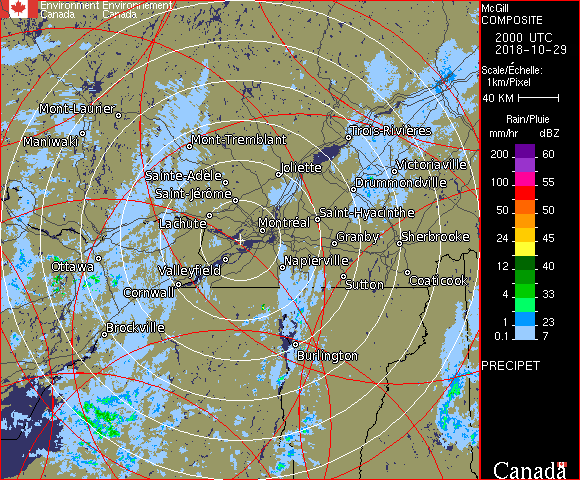 Environment Environnement
Canada Canada
McGill
COMPOSITE
2000 UTC
2018-10-29
Scale/Échelle:
1km/Pixel
40 KM
Rain/Pluie
mm/hr dBZ
200 60
100 55
50 50
24 45
12 40
4 33
0.1 23
7
PRECIPET
Canada
Mont-Laurier
Maniwaki
Mont-Tremblant
Trois-Rivières
Joliette
Victoriaville
Sainte-Adèle
Drummondville
Saint-Jérôme
Lachute
Saint-Hyacinthe
Montréal
Granby
Sherbrooke
Ottawa
Valleyfield
Napierville
Cornwall
Sutton
Coaticook
Brockville
Burlington